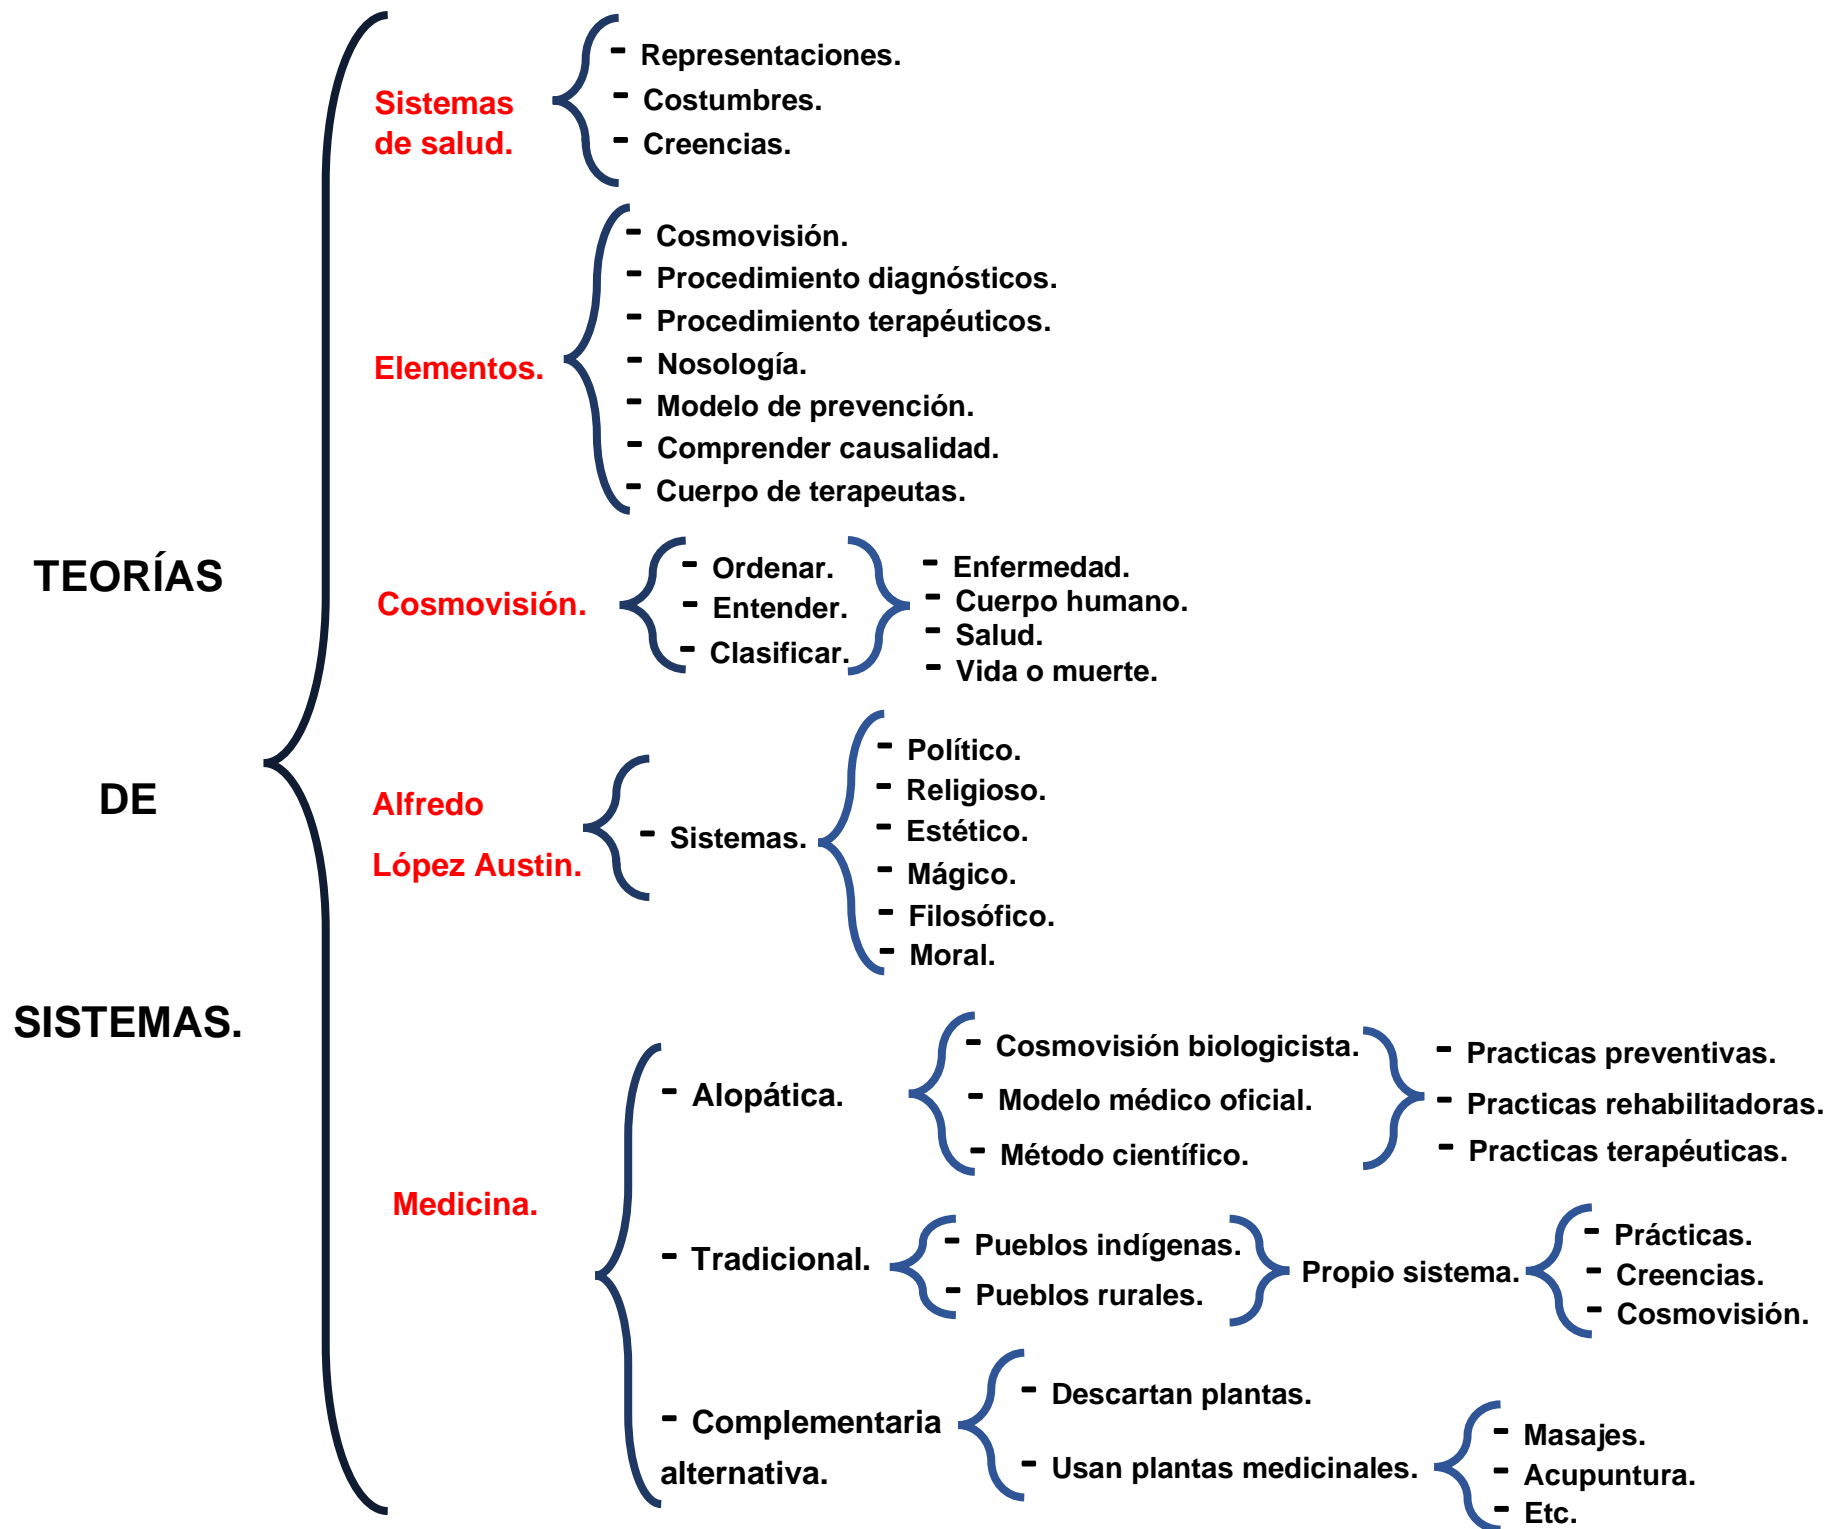 TEORÍAS
DE
SISTEMAS.
Sistemas
de salud.
- Representaciones.
- Costumbres.
- Creencias.
Elementos.
- Cosmovisión.
- Procedimiento diagnósticos.
- Procedimiento terapéuticos.
- Nosología.
- Modelo de prevención.
- Comprender causalidad.
- Cuerpo de terapeutas.
Cosmovisión.
- Ordenar.
- Entender.
- Clasificar.
- Enfermedad.
- Cuerpo humano.
- Salud.
- Vida o muerte.
Alfredo
López Austin.
- Sistemas.
- Político.
- Religioso.
- Estético.
- Mágico.
- Filosófico.
- Moral.
Medicina.
- Alopática.
- Cosmovisión biologicista.
- Modelo médico oficial.
- Método científico.
- Practicas preventivas.
- Practicas rehabilitadoras.
- Practicas terapéuticas.
- Tradicional.
- Pueblos indígenas.
- Pueblos rurales.
Propio sistema.
- Prácticas.
- Creencias.
- Cosmovisión.
- Complementaria
alternativa.
- Descartan plantas.
- Usan plantas medicinales.
- Masajes.
- Acupuntura.
- Etc.